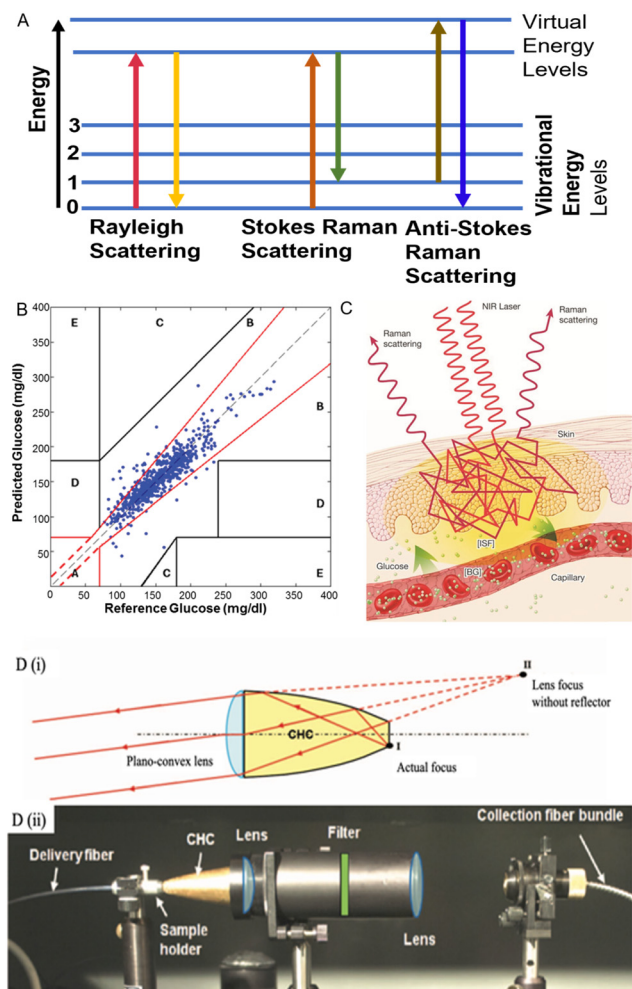 A
Energy
3
2
1
0
Virtual
Energy
Levels
Vibrational
Energy
Levels
Rayleigh
Scattering
Stokes Raman
Scattering
Anti-Stokes
Raman
Scattering
B
Predicted Glucose (mg/dl)
400
350
300
250
200
150
100
50
0
50
100
150
200
250
300
350
400
Reference Glucose (mg/dl)
E
C
B
B
D
D
A
C
E
C
NIR Laser
Raman
scattering
Raman
scattering
Skin
[ISF]
Glucose
[BG]
Capillary
D (i)
II
Lens focus
without reflector
CHC
I
Plano-convex lens
Actual focus
D (ii)
Collection fiber bundle
Filter
CHC
Lens
Delivery fiber
Sample
holder
Lens